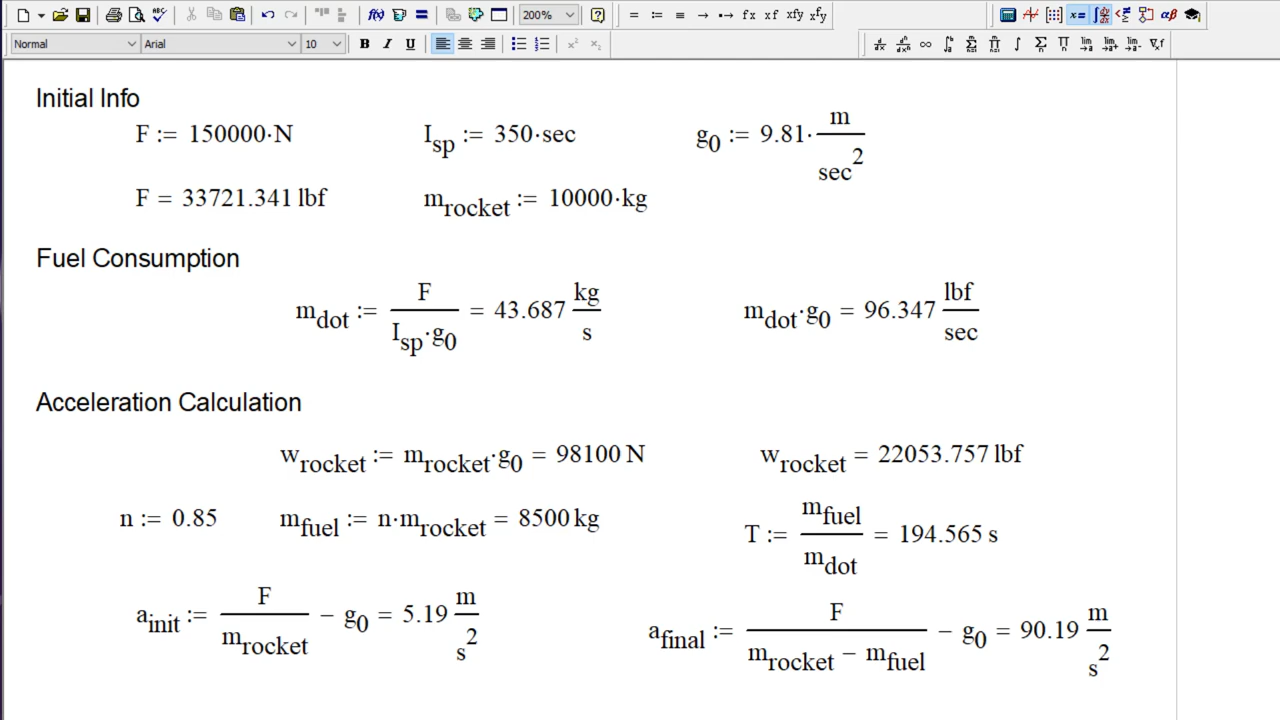 200%
Normal Arial 10 B I U
Initial Info
F := 150000·N I_sp := 350·sec g_0 := 9.81· m/sec^2
F = 33721.341 lbf m_rocket := 10000·kg
Fuel Consumption
m_dot := F/(I_sp·g_0) = 43.687 kg/s m_dot·g_0 = 96.347 lbf/sec
Acceleration Calculation
w_rocket := m_rocket·g_0 = 98100 N w_rocket = 22053.757 lbf
n := 0.85 m_fuel := n·m_rocket = 8500 kg T := m_fuel/m_dot = 194.565 s
a_init := F/m_rocket − g_0 = 5.19 m/s^2 a_final := F/(m_rocket − m_fuel) − g_0 = 90.19 m/s^2